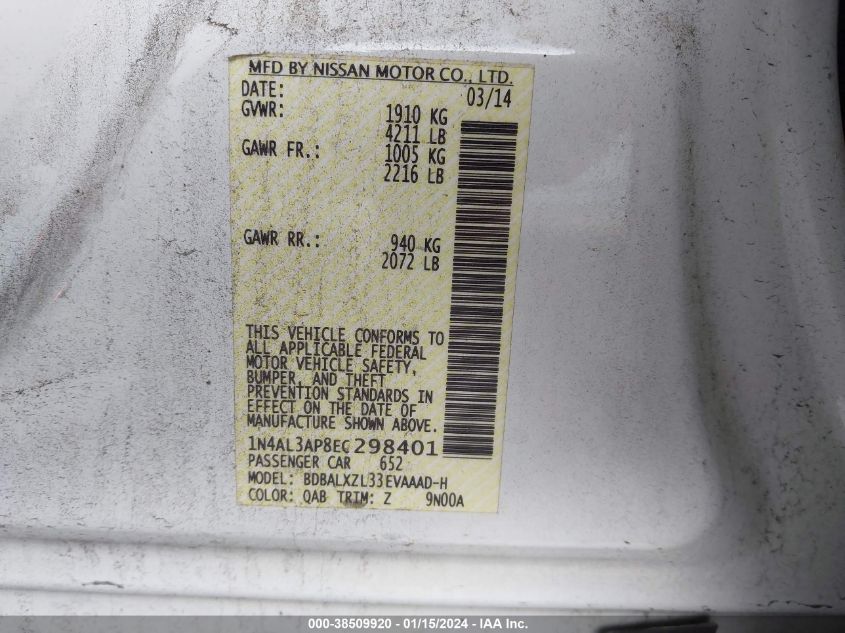 MFD BY NISSAN MOTOR CO., LTD.
DATE: 03/14
GVWR: 1910 KG
4211 LB
GAWR FR.: 1005 KG
2216 LB
GAWR RR.: 940 KG
2072 LB
THIS VEHICLE CONFORMS TO
ALL APPLICABLE FEDERAL
MOTOR VEHICLE SAFETY,
BUMPER, AND THEFT
PREVENTION STANDARDS IN
EFFECT ON THE DATE OF
MANUFACTURE SHOWN ABOVE.
1N4AL3AP8EC298401
PASSENGER CAR 652
MODEL: BDBALXZL33EVAAAD-H
COLOR: QAB TRIM: Z 9N00A
000-38509920 - 01/15/2024 - IAA Inc.